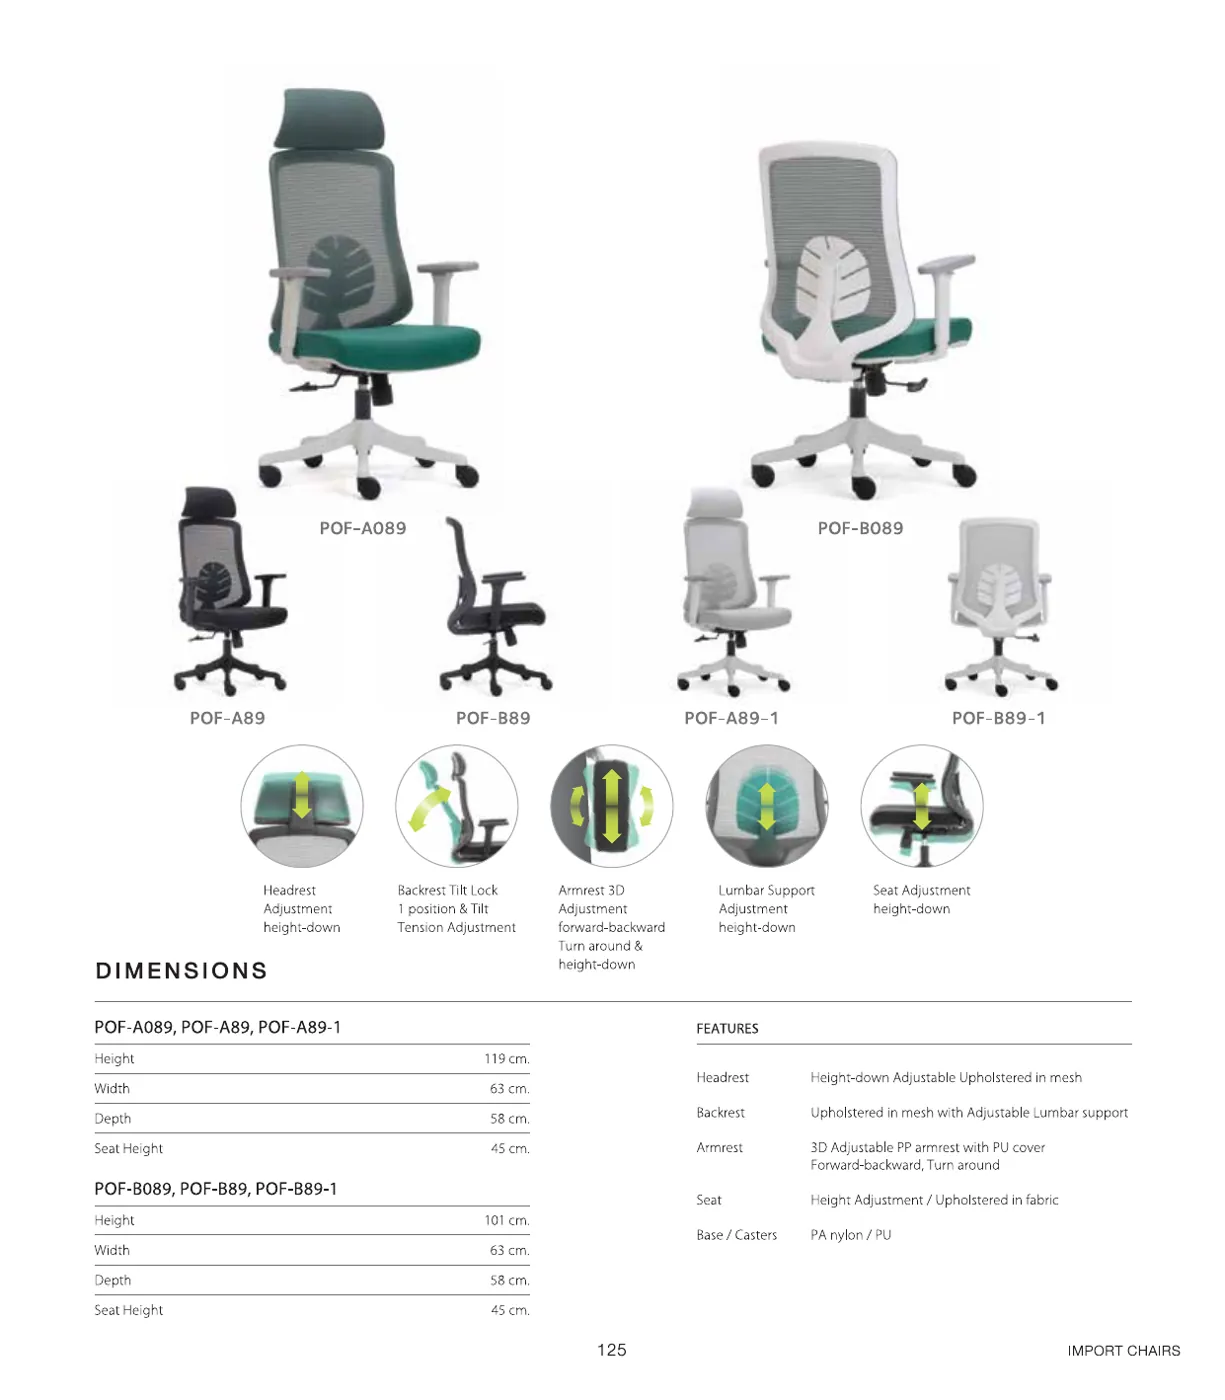 POF-A089
POF-B089
POF-A89
POF-B89
POF-A89-1
POF-B89-1
Headrest
Adjustment
height-down
Backrest Tilt Lock
1 position & Tilt
Tension Adjustment
Armrest 3D
Adjustment
forward-backward
Turn around &
height-down
Lumbar Support
Adjustment
height-down
Seat Adjustment
height-down
DIMENSIONS
POF-A089, POF-A89, POF-A89-1
Height 119 cm.
Width 63 cm.
Depth 58 cm.
Seat Height 45 cm.
POF-B089, POF-B89, POF-B89-1
Height 101 cm.
Width 63 cm.
Depth 58 cm.
Seat Height 45 cm.
FEATURES
Headrest Height-down Adjustable Upholstered in mesh
Backrest Upholstered in mesh with Adjustable Lumbar support
Armrest 3D Adjustable PP armrest with PU cover
Forward-backward, Turn around
Seat Height Adjustment / Upholstered in fabric
Base / Casters PA nylon / PU
125
IMPORT CHAIRS